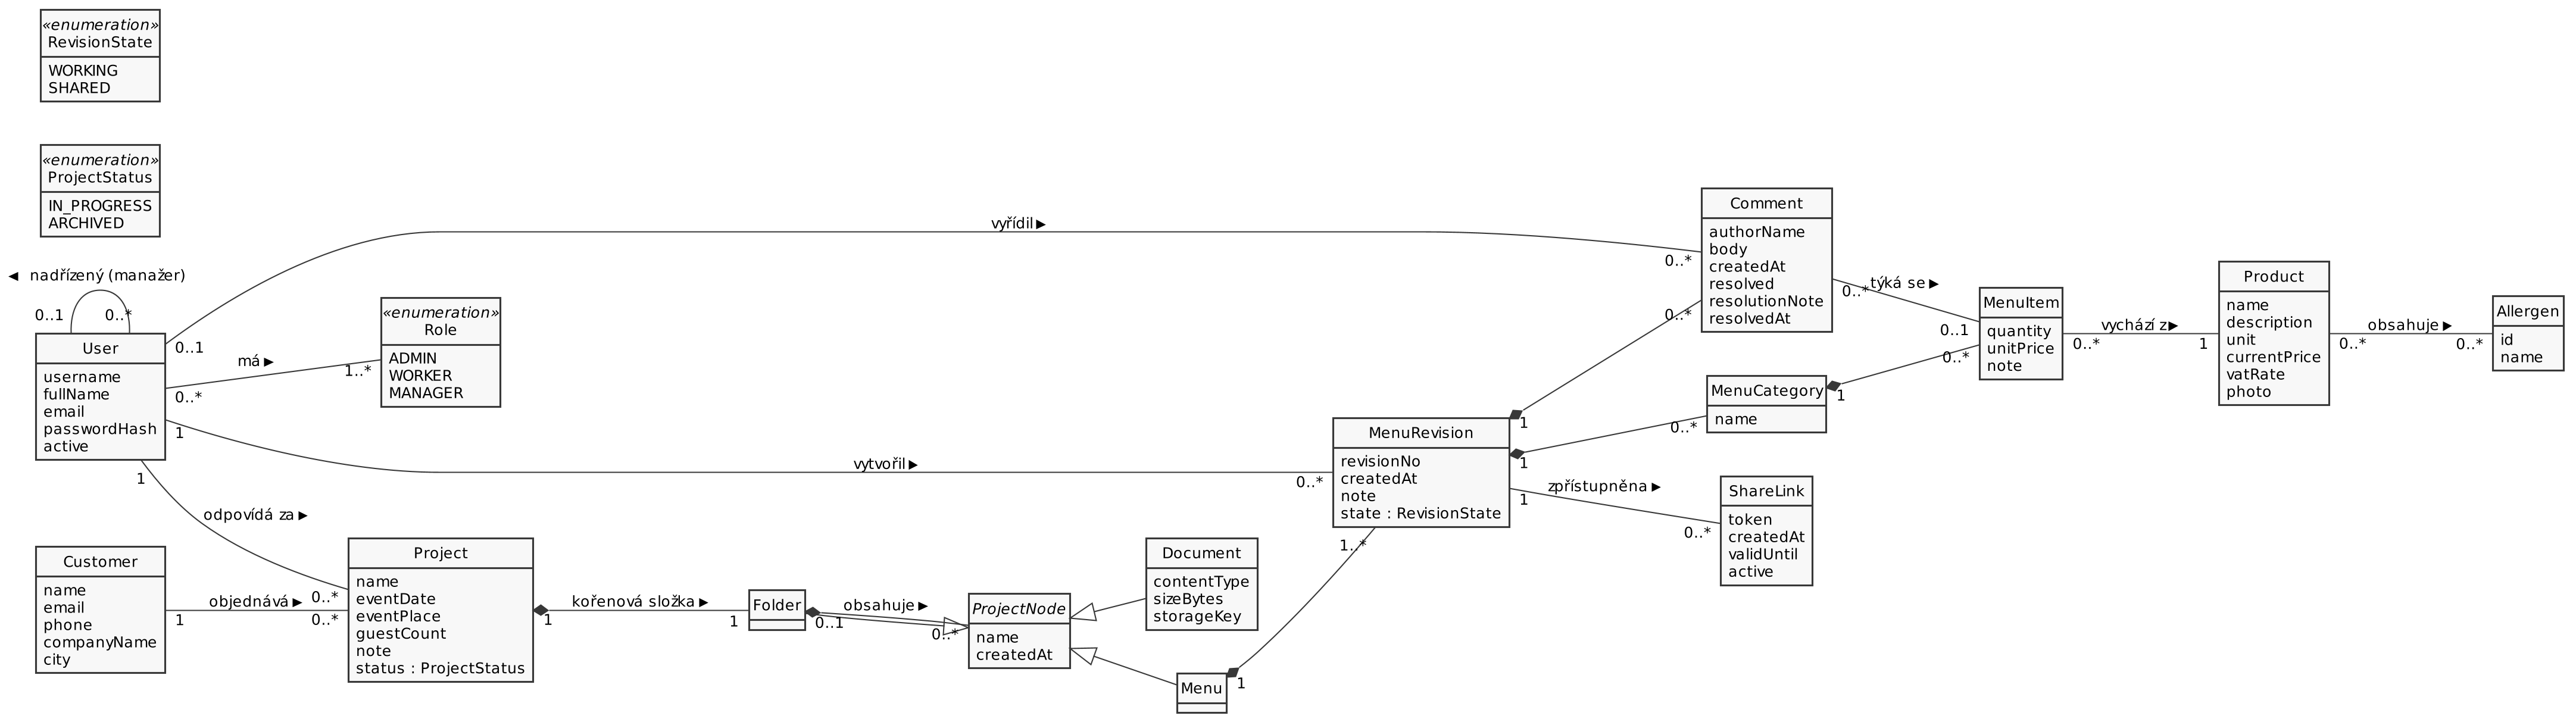 «enumeration»
RevisionState
WORKING
SHARED
«enumeration»
ProjectStatus
IN_PROGRESS
ARCHIVED
◄ nadřízený (manažer)
0..1
0..*
User
username
fullName
email
passwordHash
active
0..1
vyřídil ►
0..*
má ►
0..*
1..*
«enumeration»
Role
ADMIN
WORKER
MANAGER
1
vytvořil ►
0..*
1
odpovídá za ►
0..*
Customer
name
email
phone
companyName
city
1
objednává ►
0..*
Project
name
eventDate
eventPlace
guestCount
note
status : ProjectStatus
1
kořenová složka ►
1
Folder
0..1
obsahuje ►
0..*
ProjectNode
name
createdAt
Document
contentType
sizeBytes
storageKey
Menu
1
1..*
MenuRevision
revisionNo
createdAt
note
state : RevisionState
1
0..*
1
0..*
1
zpřístupněna ►
0..*
Comment
authorName
body
createdAt
resolved
resolutionNote
resolvedAt
0..*
týká se ►
0..1
MenuCategory
name
1
0..*
ShareLink
token
createdAt
validUntil
active
MenuItem
quantity
unitPrice
note
0..*
vychází z ►
1
Product
name
description
unit
currentPrice
vatRate
photo
0..*
obsahuje ►
0..*
Allergen
id
name